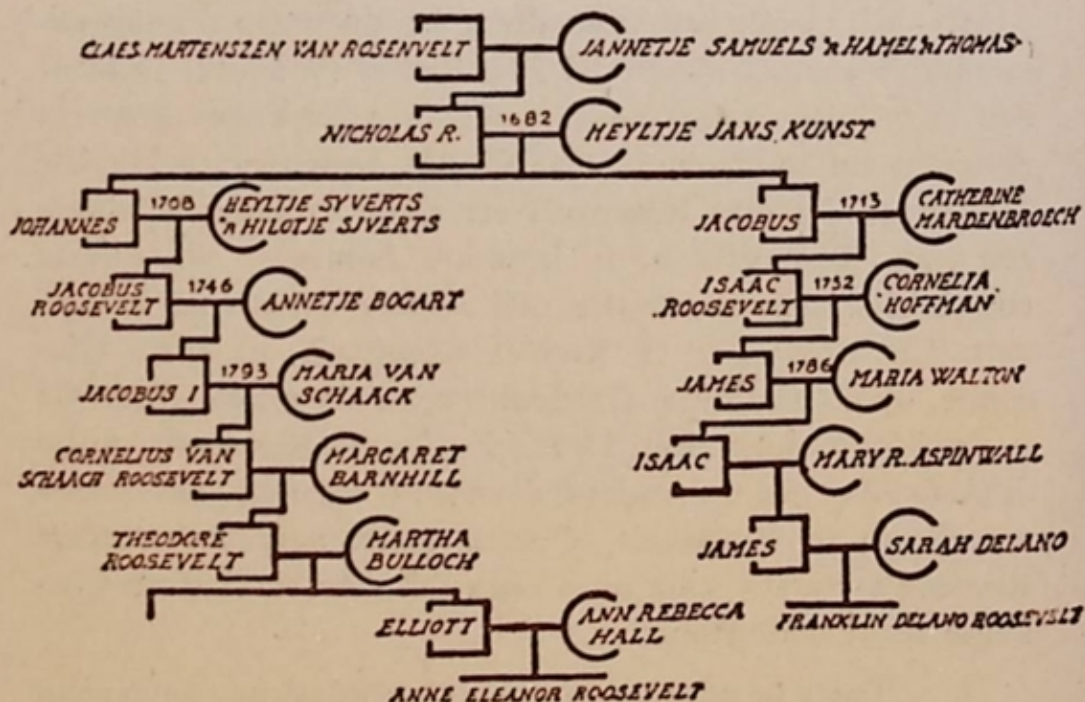 CLAES MARTENSZEN VAN ROSENVELT
JANNETJE SAMUELS "HAMEL "THOMAS
NICHOLAS R.
1682
HEYLTJE JANS KUNST
JOHANNES
1708
HEYLTJE SYVERTS
"HILOTJE SJVERTS
JACOBUS
1713
CATHERINE
HARDENBROECH
JACOBUS
ROOSEVELT
1746
ANNETJE BOGART
ISAAC
ROOSEVELT
1752
CORNELIA
HOFFMAN
JACOBUS I
1793
MARIA VAN
SCHAACK
JAMES
1786
MARIA WALTON
CORNELIUS VAN
SCHAACH ROOSEVELT
MARGARET
BARNHILL
ISAAC
MARY R. ASPINWALL
THEODORE
ROOSEVELT
MARTHA
BULLOCH
JAMES
SARAH DELANO
ELLIOTT
ANN REBECCA
HALL
FRANKLIN DELANO ROOSEVELT
ANNE ELEANOR ROOSEVELT